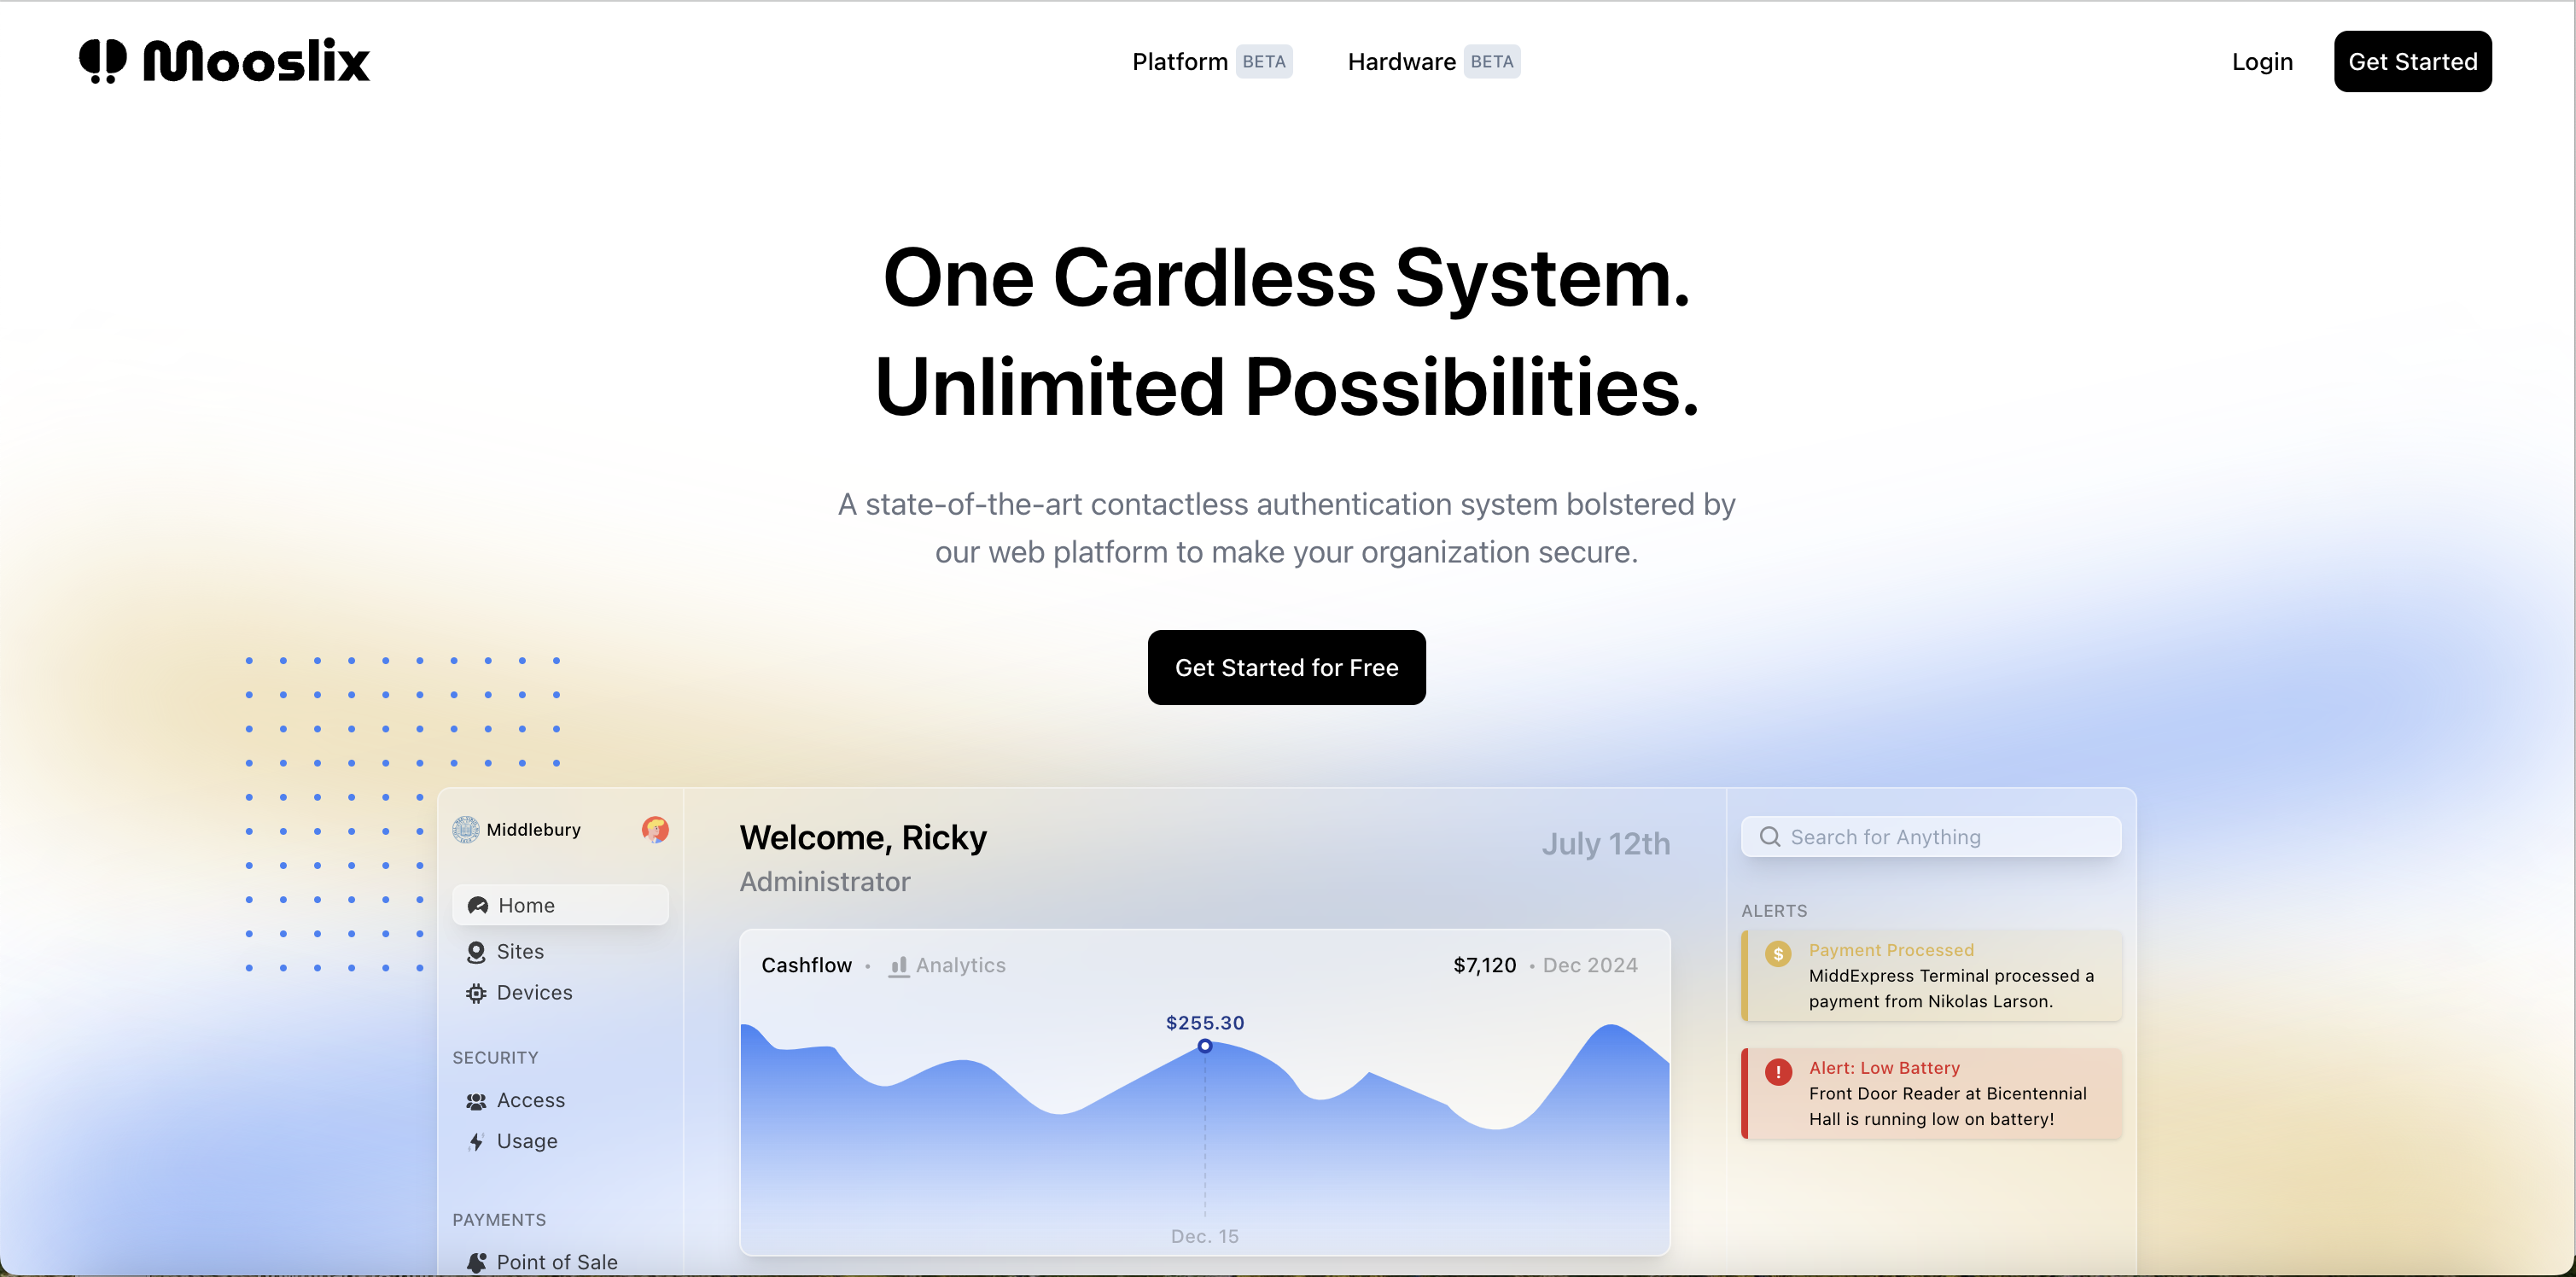 Mooslix
Platform BETA
Hardware BETA
Login
Get Started
One Cardless System.
Unlimited Possibilities.
A state-of-the-art contactless authentication system bolstered by
our web platform to make your organization secure.
Get Started for Free
Middlebury
Home
Sites
Devices
SECURITY
Access
Usage
PAYMENTS
Point of Sale
Welcome, Ricky
Administrator
July 12th
Cashflow • Analytics
$7,120 • Dec 2024
$255.30
Dec. 15
Search for Anything
ALERTS
$
Payment Processed
MiddExpress Terminal processed a
payment from Nikolas Larson.
!
Alert: Low Battery
Front Door Reader at Bicentennial
Hall is running low on battery!